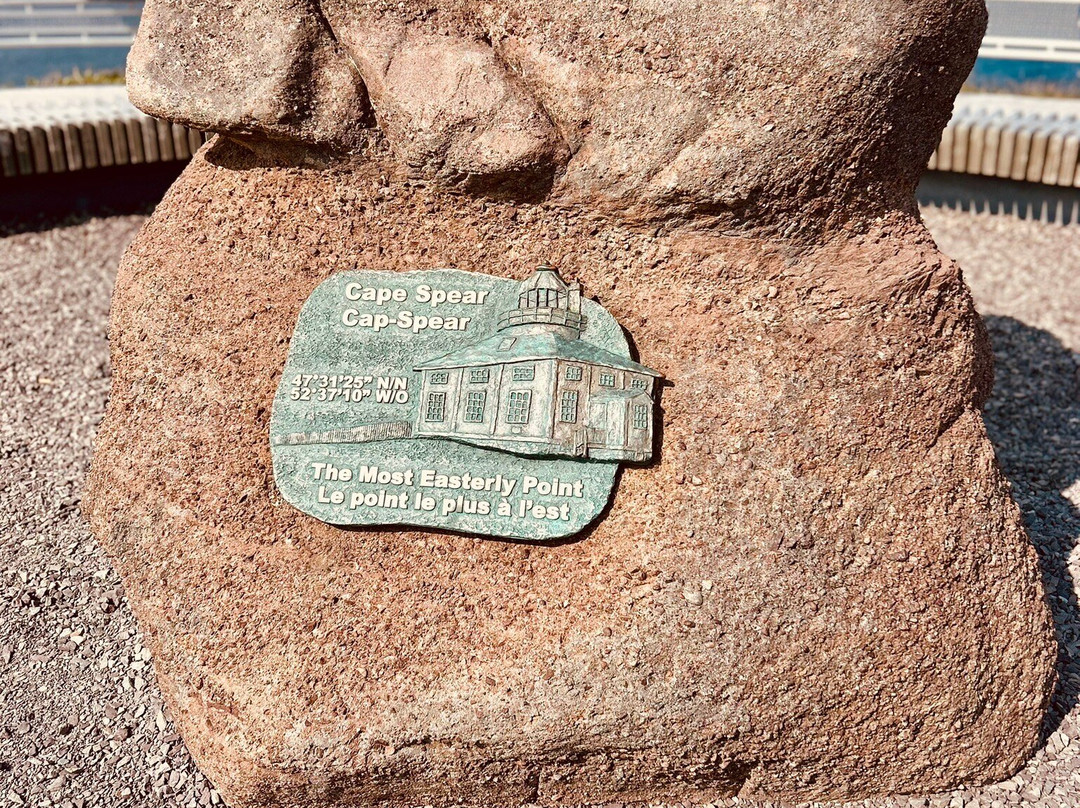 Cape Spear
Cap-Spear
47°31'25" N/N
52°37'10" W/O
The Most Easterly Point
Le point le plus à l'est